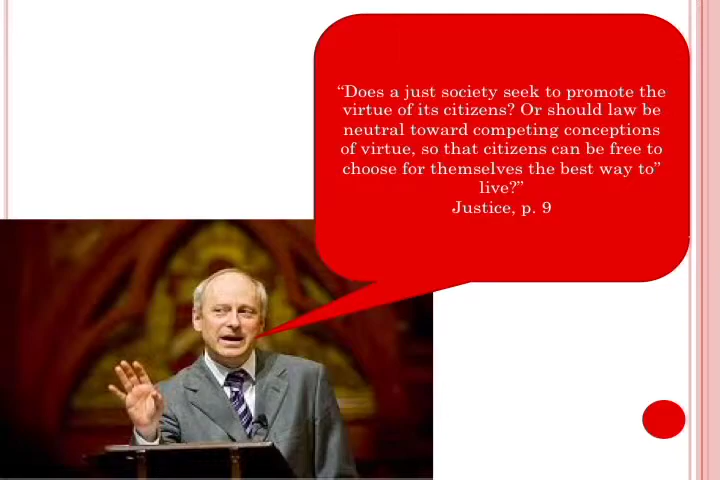 “Does a just society seek to promote the
virtue of its citizens? Or should law be
neutral toward competing conceptions
of virtue, so that citizens can be free to
choose for themselves the best way to”
live?”
Justice, p. 9